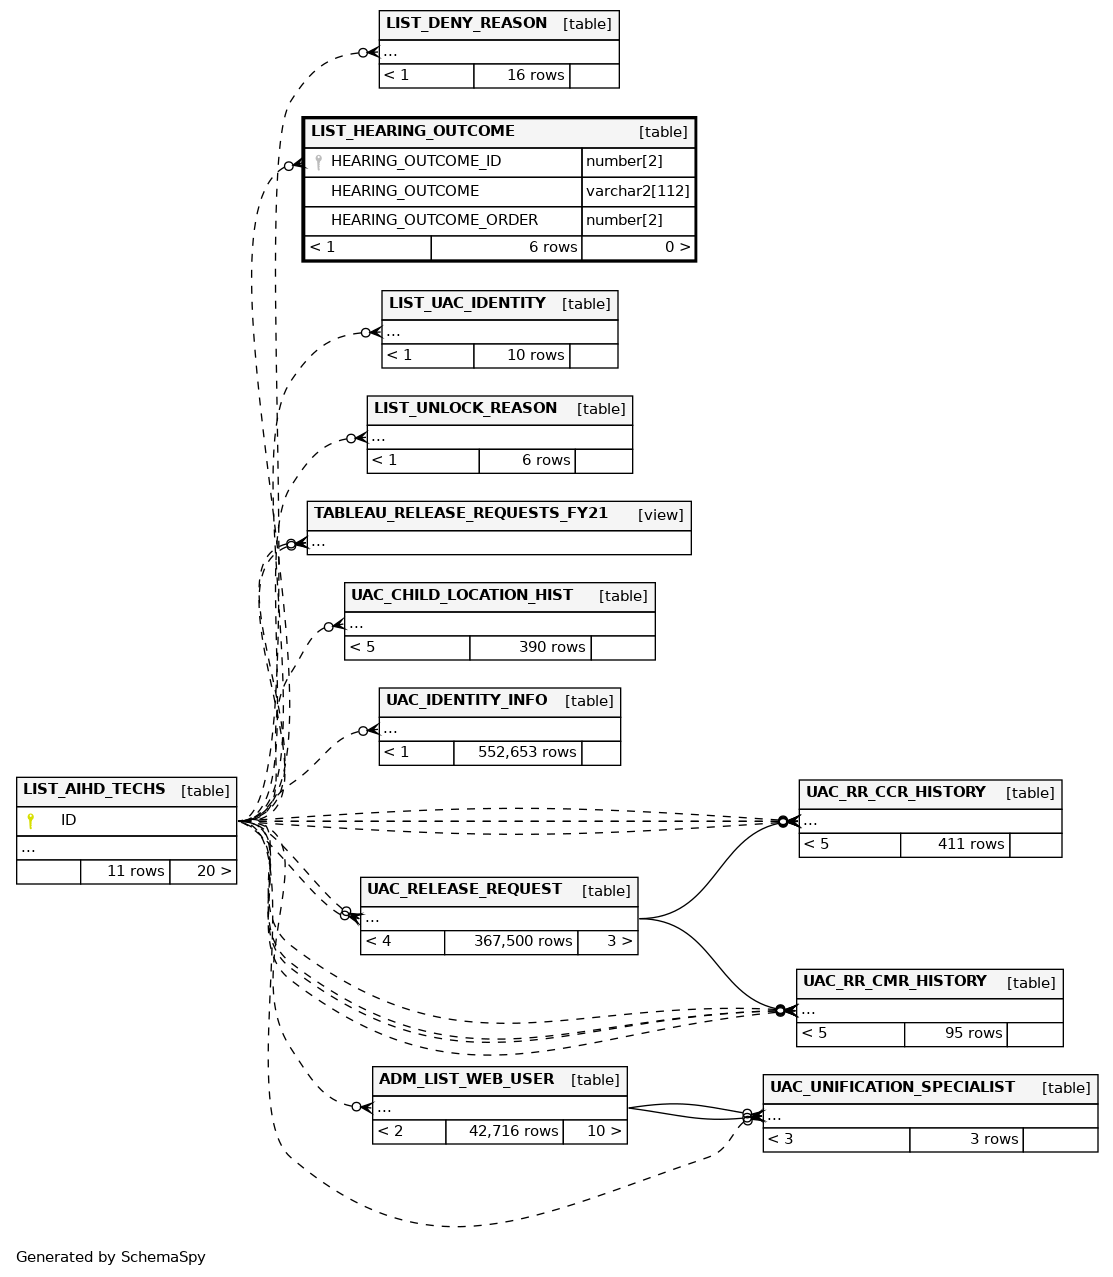 LIST_DENY_REASON [table]
...
< 1 16 rows
LIST_HEARING_OUTCOME [table]
HEARING_OUTCOME_ID number[2]
HEARING_OUTCOME varchar2[112]
HEARING_OUTCOME_ORDER number[2]
< 1 6 rows 0 >
LIST_UAC_IDENTITY [table]
...
< 1 10 rows
LIST_UNLOCK_REASON [table]
...
< 1 6 rows
TABLEAU_RELEASE_REQUESTS_FY21 [view]
...
UAC_CHILD_LOCATION_HIST [table]
...
< 5 390 rows
UAC_IDENTITY_INFO [table]
...
< 1 552,653 rows
LIST_AIHD_TECHS [table]
ID
...
11 rows 20 >
UAC_RR_CCR_HISTORY [table]
...
< 5 411 rows
UAC_RELEASE_REQUEST [table]
...
< 4 367,500 rows 3 >
UAC_RR_CMR_HISTORY [table]
...
< 5 95 rows
ADM_LIST_WEB_USER [table]
...
< 2 42,716 rows 10 >
UAC_UNIFICATION_SPECIALIST [table]
...
< 3 3 rows
Generated by SchemaSpy